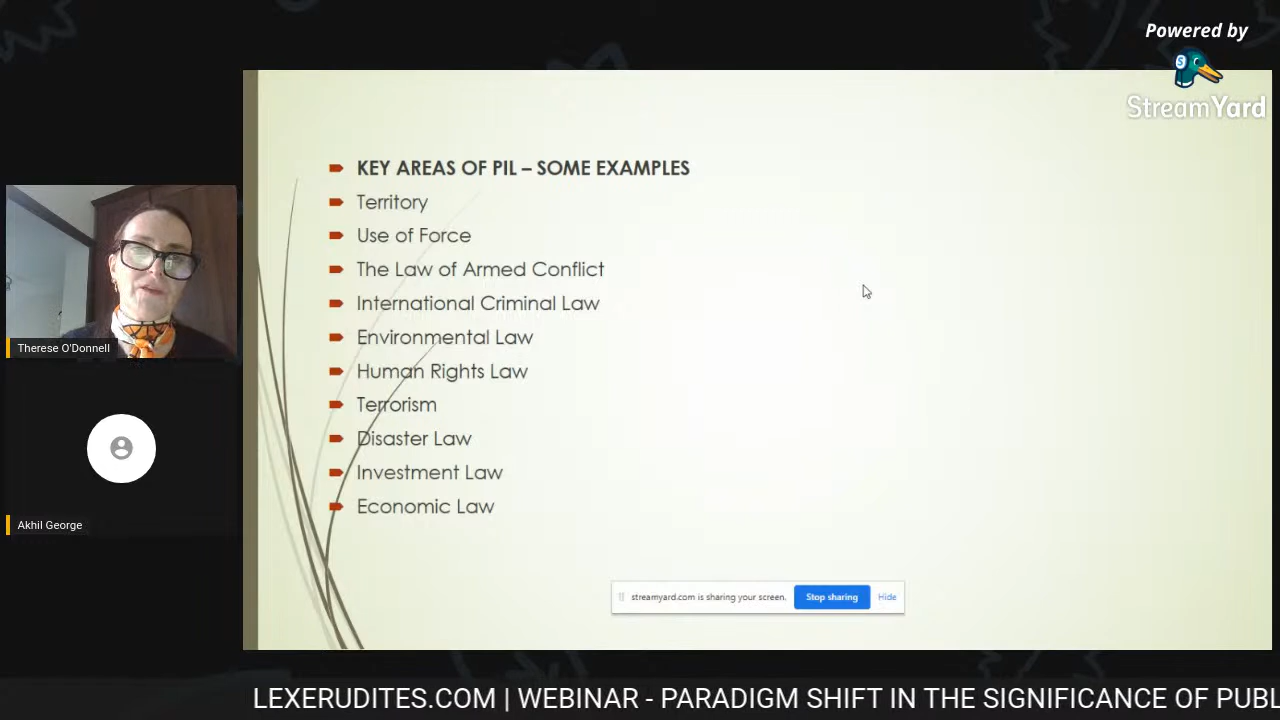 Powered by
StreamYard
KEY AREAS OF PIL – SOME EXAMPLES
Territory
Use of Force
The Law of Armed Conflict
International Criminal Law
Environmental Law
Human Rights Law
Terrorism
Disaster Law
Investment Law
Economic Law
Therese O'Donnell
Akhil George
streamyard.com is sharing your screen. Stop sharing Hide
LEXERUDITES.COM | WEBINAR - PARADIGM SHIFT IN THE SIGNIFICANCE OF PUBL